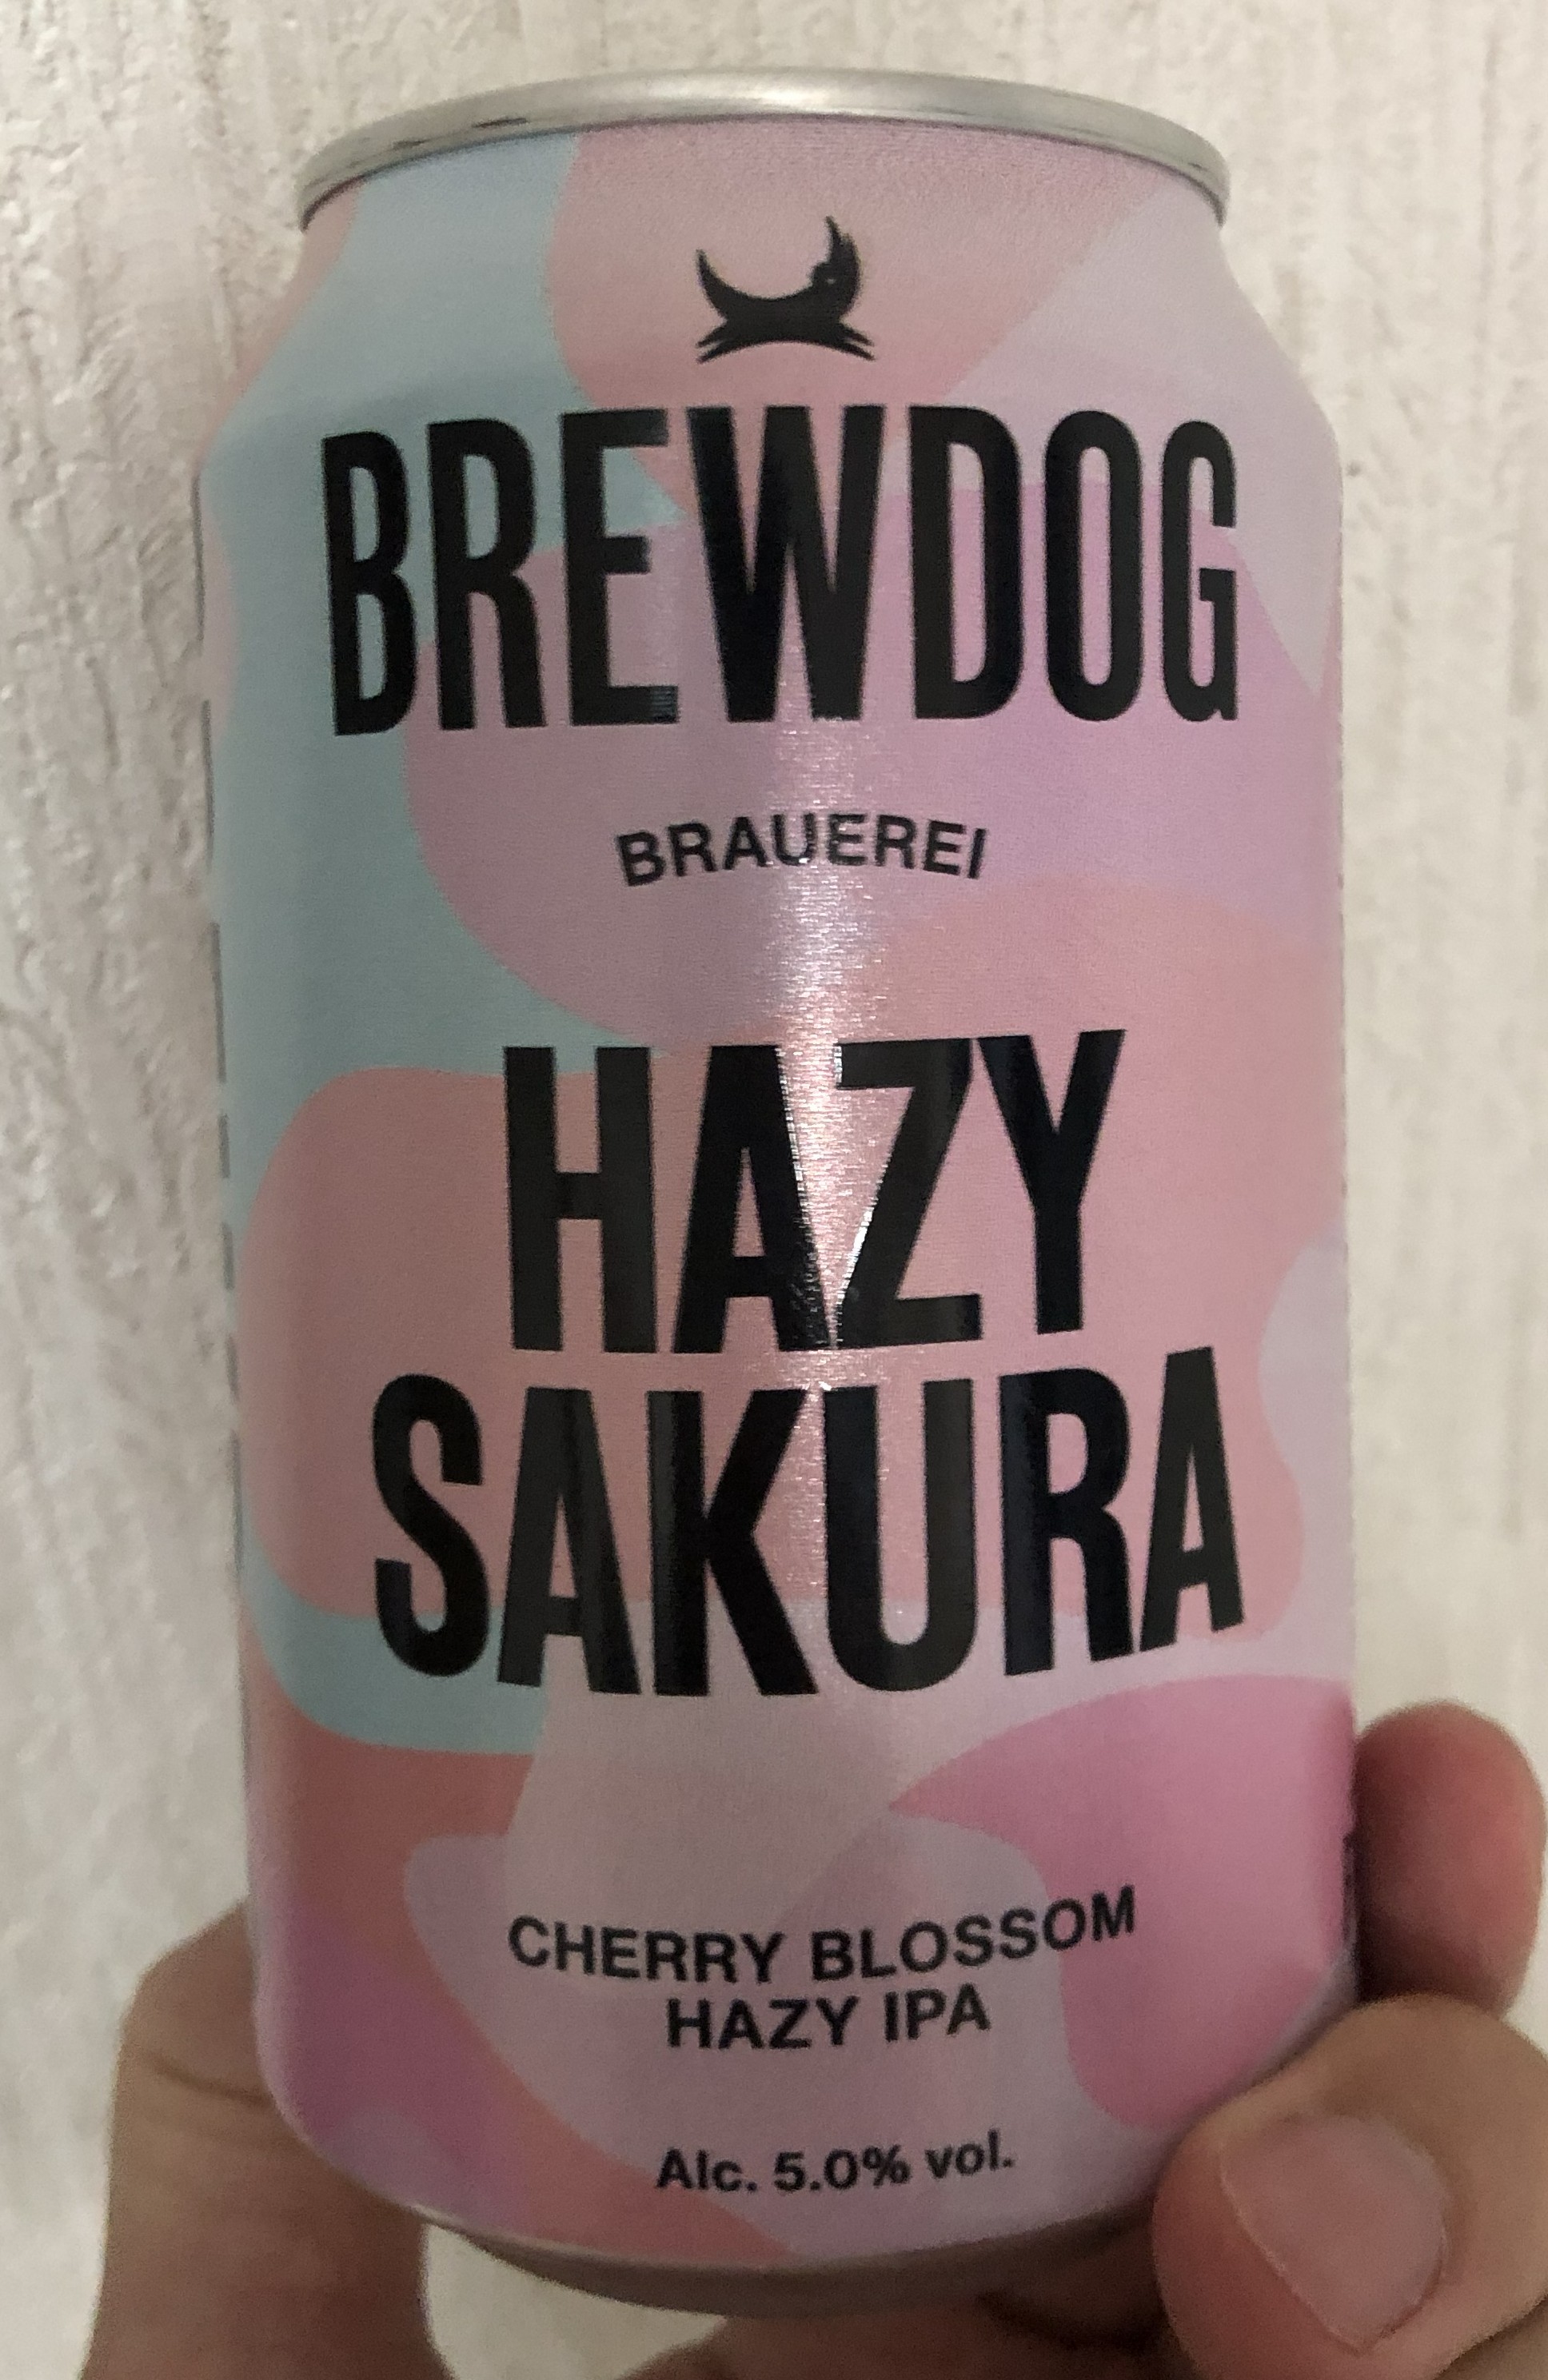 BREWDOG
BRAUEREI
HAZY
SAKURA
CHERRY BLOSSOM
HAZY IPA
Alc. 5.0% vol.